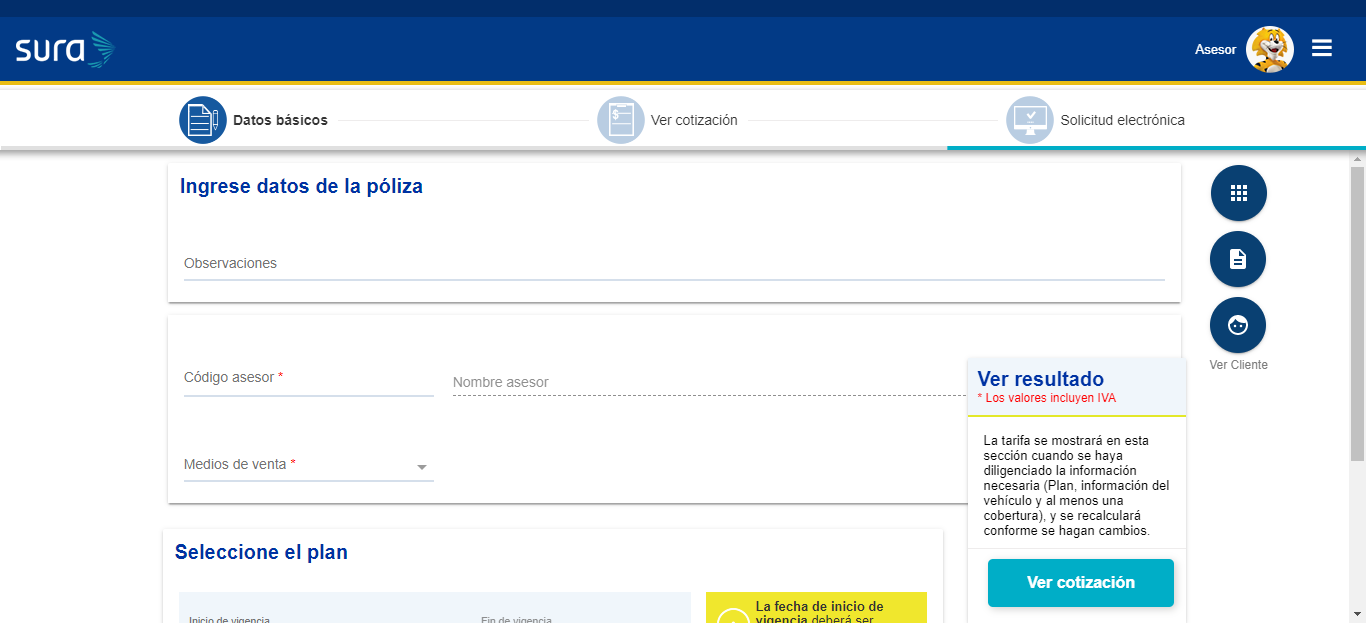 sura
Asesor
Datos básicos
Ver cotización
Solicitud electrónica
Ingrese datos de la póliza
Observaciones
Código asesor *
Nombre asesor
Medios de venta *
Ver Cliente
Ver resultado
* Los valores incluyen IVA
La tarifa se mostrará en esta
sección cuando se haya
diligenciado la información
necesaria (Plan, información del
vehículo y al menos una
cobertura), y se recalculará
conforme se hagan cambios.
Ver cotización
Seleccione el plan
Inicio de vigencia
Fin de vigencia
La fecha de inicio de
vigencia deberá ser